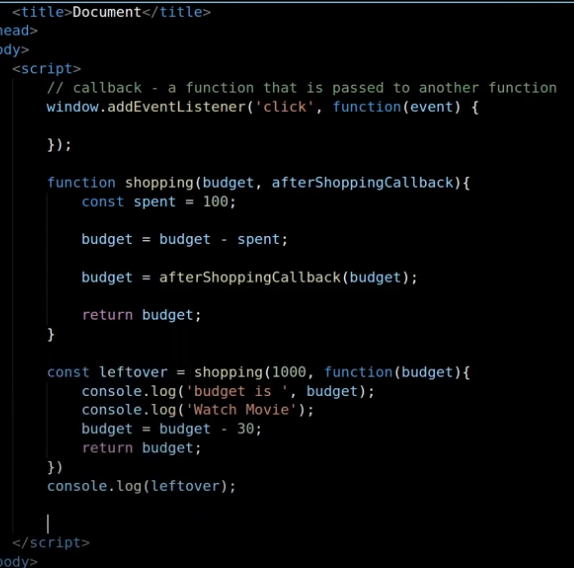 <title>Document</title>
head>
ody>
<script>
// callback - a function that is passed to another function
window.addEventListener('click', function(event) {
});
function shopping(budget, afterShoppingCallback){
const spent = 100;
budget = budget - spent;
budget = afterShoppingCallback(budget);
return budget;
}
const leftover = shopping(1000, function(budget){
console.log('budget is ', budget);
console.log('Watch Movie');
budget = budget - 30;
return budget;
})
console.log(leftover);
</script>
body>